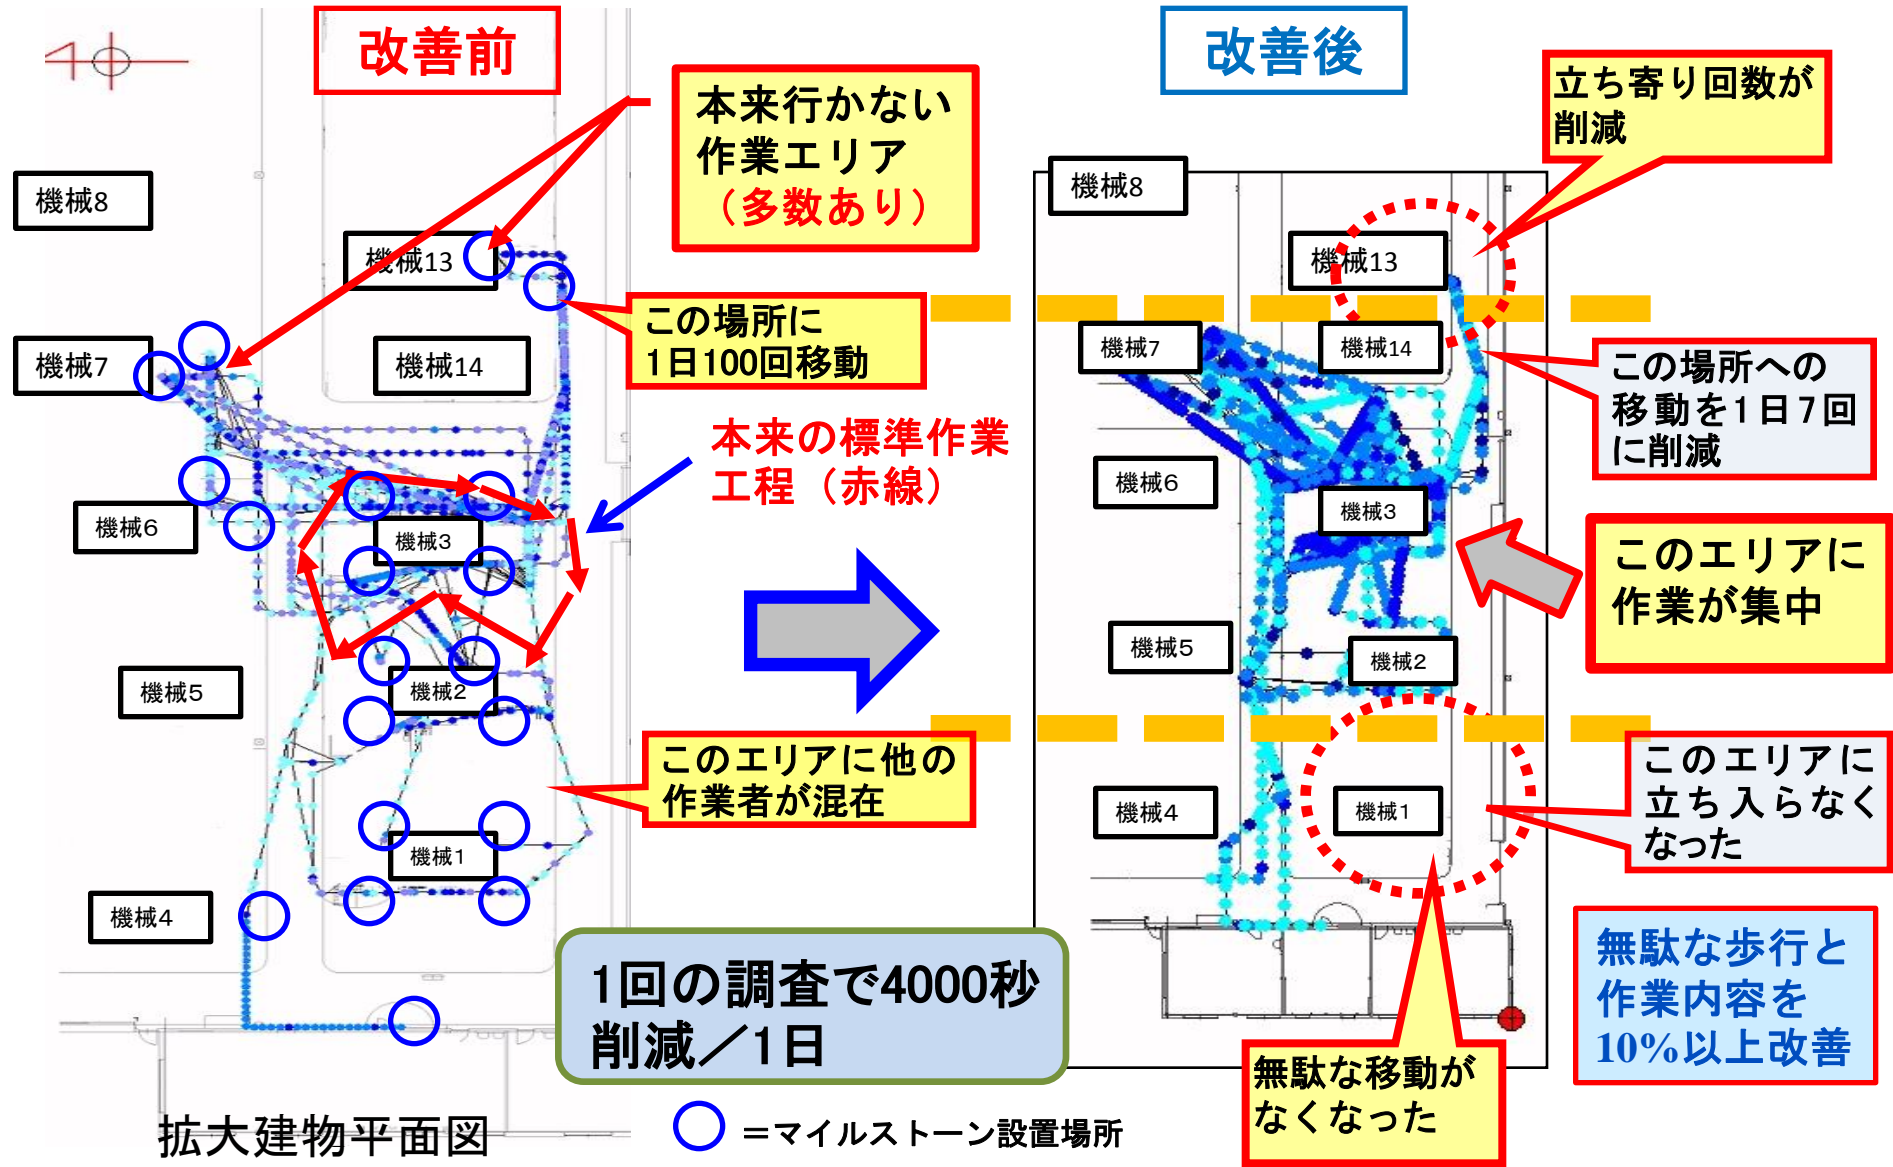 改善前
改善後
本来行かない
作業エリア
（多数あり）
立ち寄り回数が
削減
機械8
機械13
機械7
機械14
この場所に
1日100回移動
本来の標準作業
工程（赤線）
機械6
機械3
機械5
機械2
このエリアに他の
作業者が混在
機械1
機械4
1回の調査で4000秒
削減／1日
拡大建物平面図
＝マイルストーン設置場所
機械8
機械13
機械7
機械14
この場所への
移動を1日7回
に削減
機械6
機械3
このエリアに
作業が集中
機械5
機械2
このエリアに
立ち入らなく
なった
機械4
機械1
無駄な歩行と
作業内容を
10%以上改善
無駄な移動が
なくなった